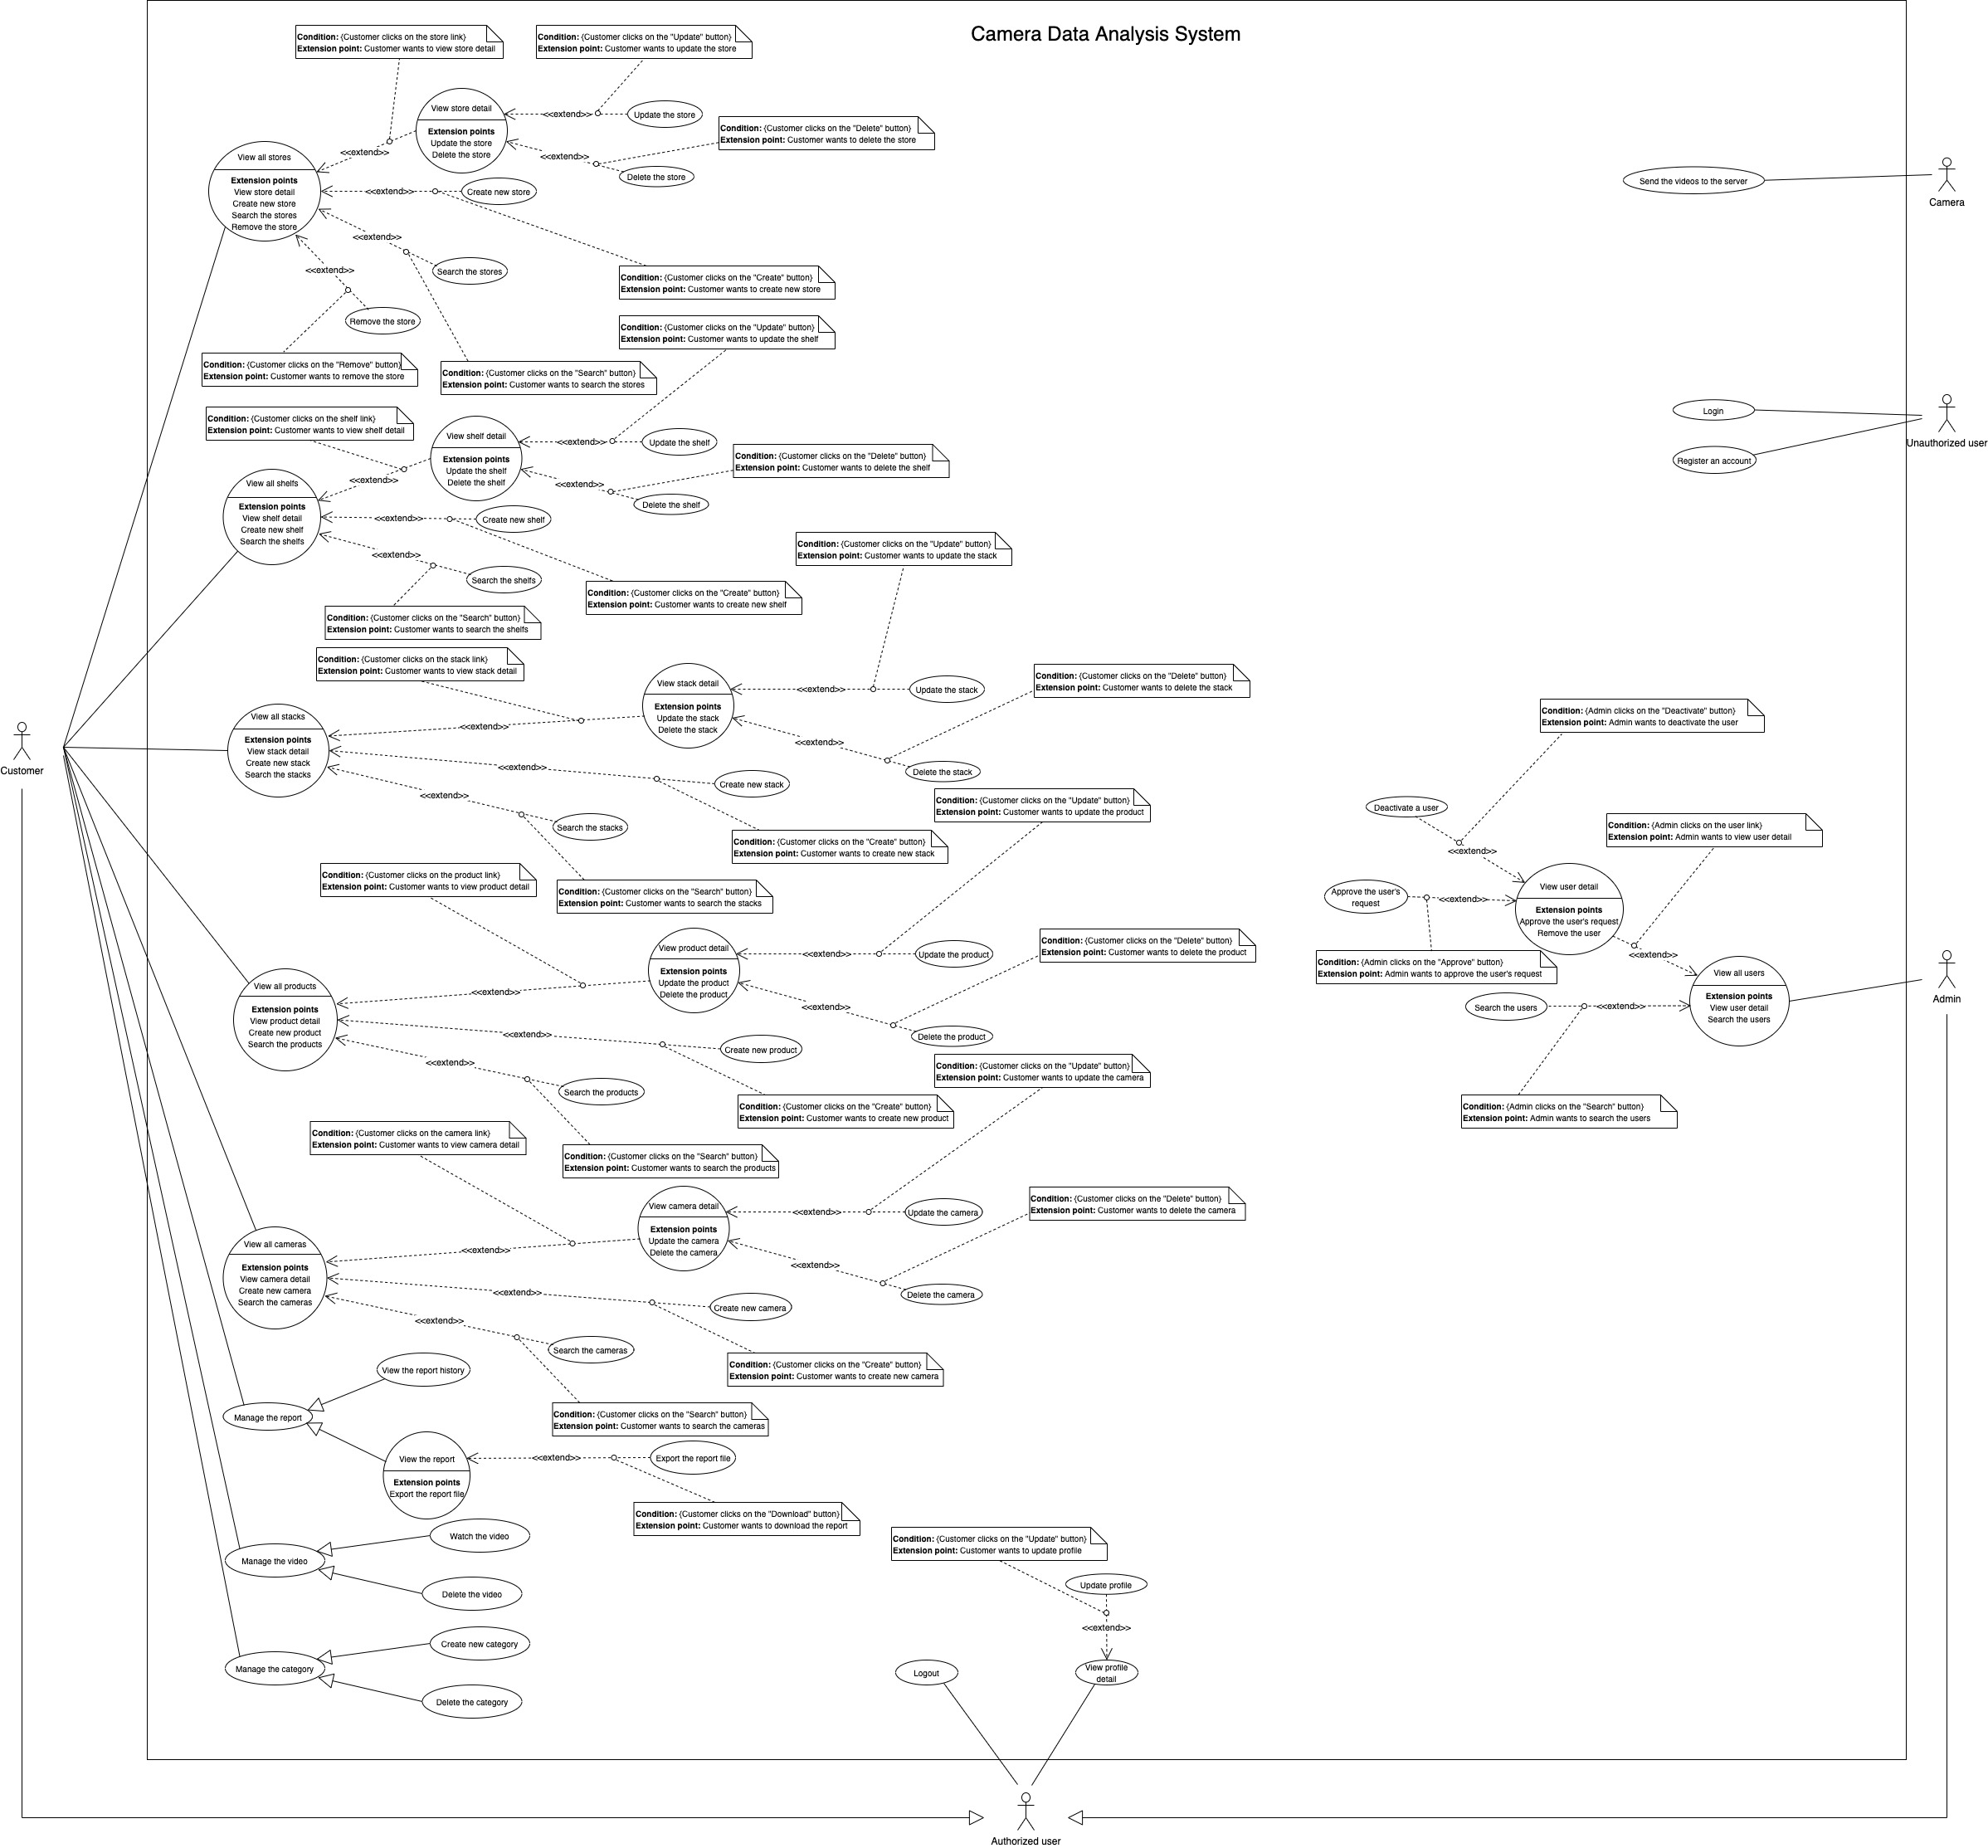 Camera Data Analysis System
Condition: {Customer clicks on the store link}
Extension point: Customer wants to view store detail
Condition: {Customer clicks on the "Update" button}
Extension point: Customer wants to update the store
View store detail
Extension points
Update the store
Delete the store
<<extend>>
Update the store
Condition: {Customer clicks on the "Delete" button}
Extension point: Customer wants to delete the store
<<extend>>
Delete the store
<<extend>>
View all stores
Extension points
View store detail
Create new store
Search the stores
Remove the store
<<extend>>
Create new store
<<extend>>
Search the stores
<<extend>>
Remove the store
Condition: {Customer clicks on the "Create" button}
Extension point: Customer wants to create new store
Condition: {Customer clicks on the "Remove" button}
Extension point: Customer wants to remove the store
Condition: {Customer clicks on the "Search" button}
Extension point: Customer wants to search the stores
Condition: {Customer clicks on the "Update" button}
Extension point: Customer wants to update the shelf
Condition: {Customer clicks on the shelf link}
Extension point: Customer wants to view shelf detail
View shelf detail
Extension points
Update the shelf
Delete the shelf
<<extend>>
Update the shelf
Condition: {Customer clicks on the "Delete" button}
Extension point: Customer wants to delete the shelf
<<extend>>
Delete the shelf
<<extend>>
View all shelfs
Extension points
View shelf detail
Create new shelf
Search the shelfs
<<extend>>
Create new shelf
<<extend>>
Search the shelfs
Condition: {Customer clicks on the "Create" button}
Extension point: Customer wants to create new shelf
Condition: {Customer clicks on the "Search" button}
Extension point: Customer wants to search the shelfs
Condition: {Customer clicks on the "Update" button}
Extension point: Customer wants to update the stack
Condition: {Customer clicks on the stack link}
Extension point: Customer wants to view stack detail
View stack detail
Extension points
Update the stack
Delete the stack
<<extend>>
Update the stack
Condition: {Customer clicks on the "Delete" button}
Extension point: Customer wants to delete the stack
<<extend>>
Delete the stack
View all stacks
Extension points
View stack detail
Create new stack
Search the stacks
<<extend>>
<<extend>>
Create new stack
<<extend>>
Search the stacks
Condition: {Customer clicks on the "Create" button}
Extension point: Customer wants to create new stack
Condition: {Customer clicks on the "Search" button}
Extension point: Customer wants to search the stacks
Condition: {Customer clicks on the "Update" button}
Extension point: Customer wants to update the product
Condition: {Customer clicks on the product link}
Extension point: Customer wants to view product detail
View product detail
Extension points
Update the product
Delete the product
<<extend>>
Update the product
Condition: {Customer clicks on the "Delete" button}
Extension point: Customer wants to delete the product
<<extend>>
Delete the product
View all products
Extension points
View product detail
Create new product
Search the products
<<extend>>
<<extend>>
Create new product
<<extend>>
Search the products
Condition: {Customer clicks on the "Create" button}
Extension point: Customer wants to create new product
Condition: {Customer clicks on the "Search" button}
Extension point: Customer wants to search the products
Condition: {Customer clicks on the "Update" button}
Extension point: Customer wants to update the camera
Condition: {Customer clicks on the camera link}
Extension point: Customer wants to view camera detail
View camera detail
Extension points
Update the camera
Delete the camera
<<extend>>
Update the camera
Condition: {Customer clicks on the "Delete" button}
Extension point: Customer wants to delete the camera
<<extend>>
Delete the camera
View all cameras
Extension points
View camera detail
Create new camera
Search the cameras
<<extend>>
<<extend>>
Create new camera
<<extend>>
Search the cameras
Condition: {Customer clicks on the "Create" button}
Extension point: Customer wants to create new camera
Condition: {Customer clicks on the "Search" button}
Extension point: Customer wants to search the cameras
View the report history
Manage the report
View the report
Extension points
Export the report file
<<extend>>
Export the report file
Condition: {Customer clicks on the "Download" button}
Extension point: Customer wants to download the report
Watch the video
Manage the video
Delete the video
Create new category
Manage the category
Delete the category
Customer
Condition: {Customer clicks on the "Update" button}
Extension point: Customer wants to update profile
Update profile
<<extend>>
Logout
View profile
detail
Authorized user
Send the videos to the server
Camera
Login
Register an account
Unauthorized user
Condition: {Admin clicks on the "Deactivate" button}
Extension point: Admin wants to deactivate the user
Deactivate a user
<<extend>>
Condition: {Admin clicks on the user link}
Extension point: Admin wants to view user detail
Approve the user's
request
<<extend>>
View user detail
Extension points
Approve the user's request
Remove the user
Condition: {Admin clicks on the "Approve" button}
Extension point: Admin wants to approve the user's request
<<extend>>
View all users
Extension points
View user detail
Search the users
Search the users
<<extend>>
Condition: {Admin clicks on the "Search" button}
Extension point: Admin wants to search the users
Admin